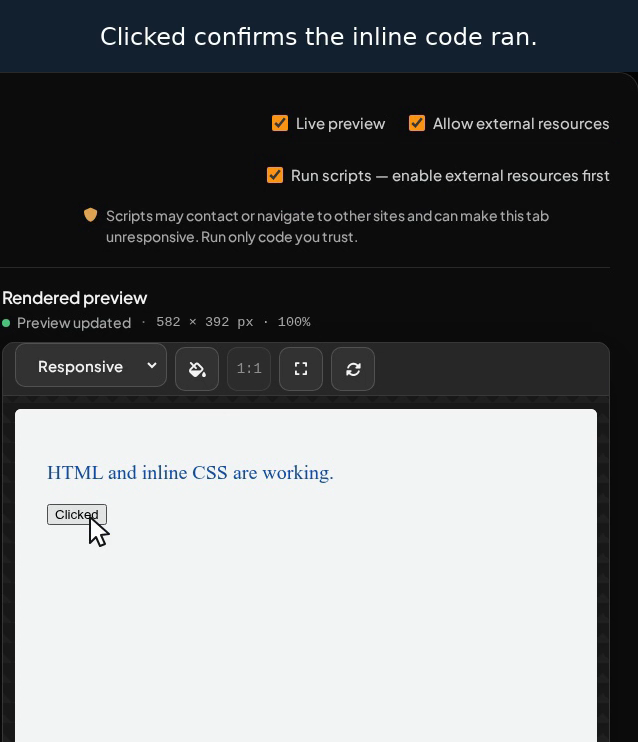 Clicked confirms the inline code ran.
Live preview Allow external resources
Run scripts — enable external resources first
Scripts may contact or navigate to other sites and can make this tab
unresponsive. Run only code you trust.
Rendered preview
Preview updated · 582 × 392 px · 100%
Responsive 1:1
HTML and inline CSS are working.
Clicked